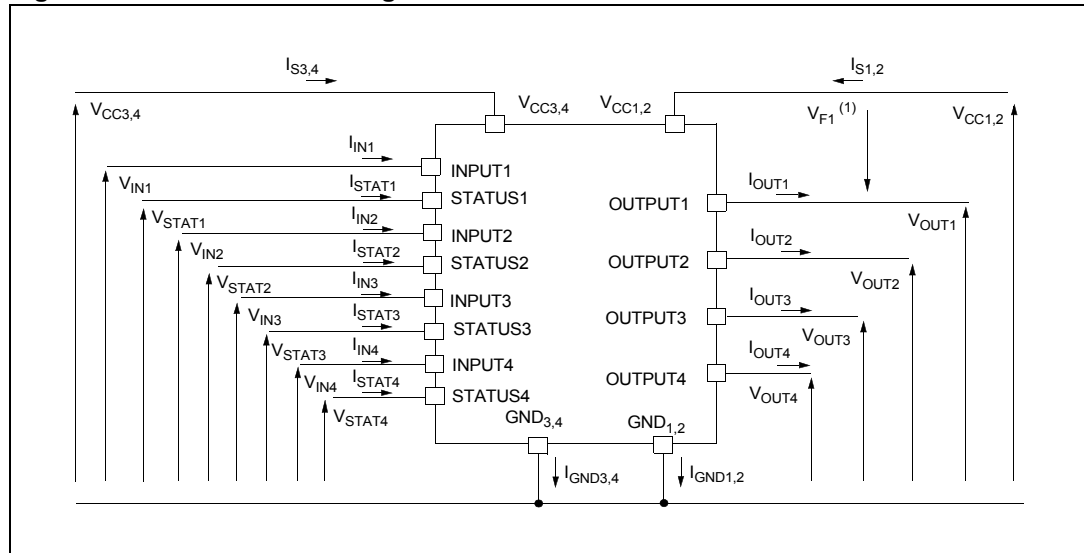 I_S3,4
I_S1,2
V_CC3,4
V_CC3,4
V_CC1,2
V_F1 (1)
V_CC1,2
I_IN1
INPUT1
V_IN1
I_STAT1
STATUS1
OUTPUT1
I_OUT1
V_OUT1
V_STAT1
I_IN2
INPUT2
V_IN2
I_STAT2
STATUS2
OUTPUT2
I_OUT2
V_OUT2
V_STAT2
I_IN3
INPUT3
V_IN3
I_STAT3
STATUS3
OUTPUT3
I_OUT3
V_OUT3
V_STAT3
I_IN4
INPUT4
V_IN4
I_STAT4
STATUS4
OUTPUT4
I_OUT4
V_OUT4
V_STAT4
GND_3,4
GND_1,2
I_GND3,4
I_GND1,2